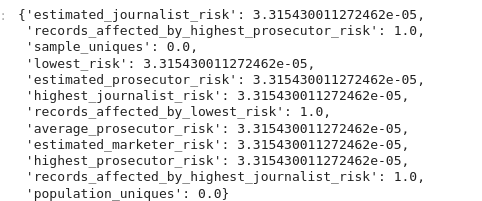 : {'estimated_journalist_risk': 3.315430011272462e-05,
'records_affected_by_highest_prosecutor_risk': 1.0,
'sample_uniques': 0.0,
'lowest_risk': 3.315430011272462e-05,
'estimated_prosecutor_risk': 3.315430011272462e-05,
'highest_journalist_risk': 3.315430011272462e-05,
'records_affected_by_lowest_risk': 1.0,
'average_prosecutor_risk': 3.315430011272462e-05,
'estimated_marketer_risk': 3.315430011272462e-05,
'highest_prosecutor_risk': 3.315430011272462e-05,
'records_affected_by_highest_journalist_risk': 1.0,
'population_uniques': 0.0}